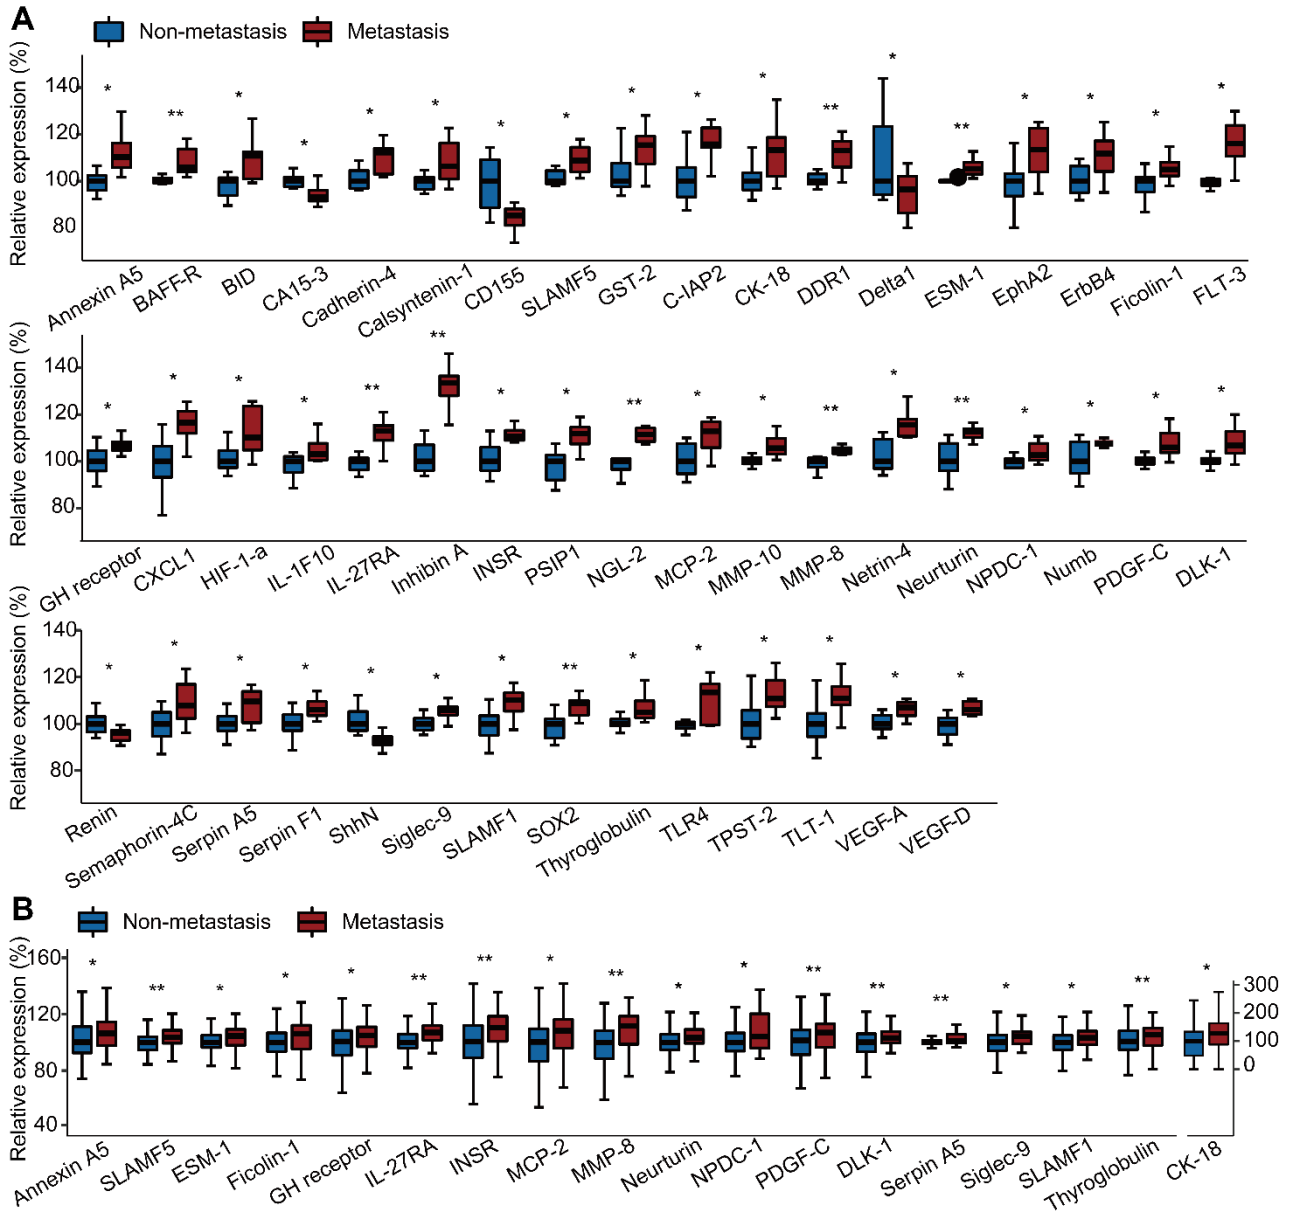 A
Non-metastasis Metastasis
Relative expression (%)
140
120
100
80
* ** * * * * * * * * * ** * ** * * * *
Annexin A5 BAFF-R BID CA15-3 Cadherin-4 Calsyntenin-1 CD155 SLAMF5 GST-2 C-IAP2 CK-18 DDR1 Delta1 ESM-1 EphA2 ErbB4 Ficolin-1 FLT-3
Relative expression (%)
140
120
100
80
* * * * ** ** * * ** * * ** * ** * * * *
GH receptor CXCL1 HIF-1-a IL-1F10 IL-27RA Inhibin A INSR PSIP1 NGL-2 MCP-2 MMP-10 MMP-8 Netrin-4 Neurturin NPDC-1 Numb PDGF-C DLK-1
Relative expression (%)
140
120
100
80
* * * * * * * ** * * * * * *
Renin Semaphorin-4C Serpin A5 Serpin F1 ShhN Siglec-9 SLAMF1 SOX2 Thyroglobulin TLR4 TPST-2 TLT-1 VEGF-A VEGF-D
B
Non-metastasis Metastasis
Relative expression (%)
160
120
80
40
* ** * * * ** ** * ** * * ** ** ** * * ** *
300
200
100
0
Annexin A5 SLAMF5 ESM-1 Ficolin-1 GH receptor IL-27RA INSR MCP-2 MMP-8 Neurturin NPDC-1 PDGF-C DLK-1 Serpin A5 Siglec-9 SLAMF1 Thyroglobulin CK-18